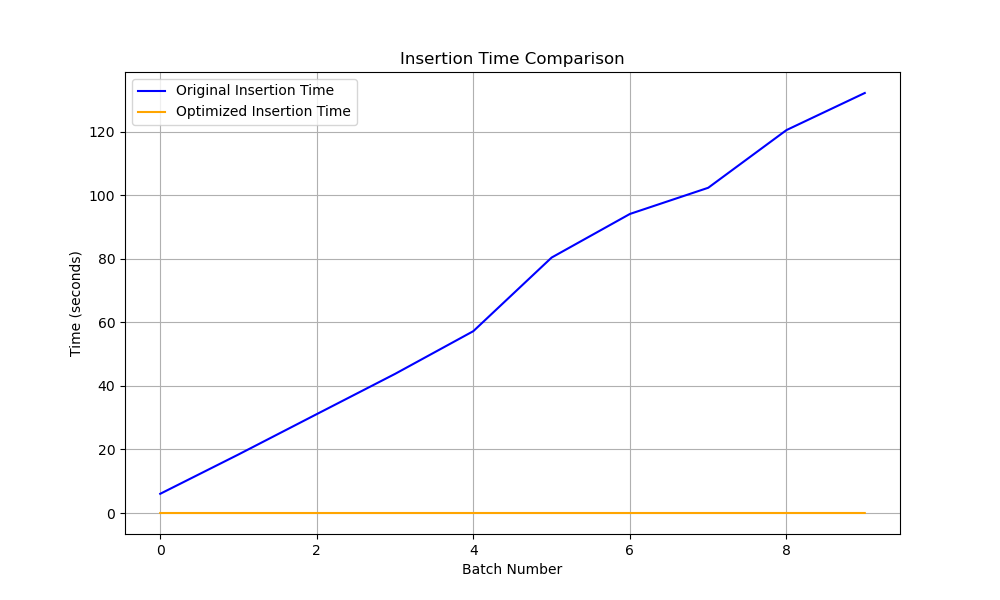 Insertion Time Comparison
Original Insertion Time
Optimized Insertion Time
Time (seconds)
120
100
80
60
40
20
0
0 2 4 6 8
Batch Number